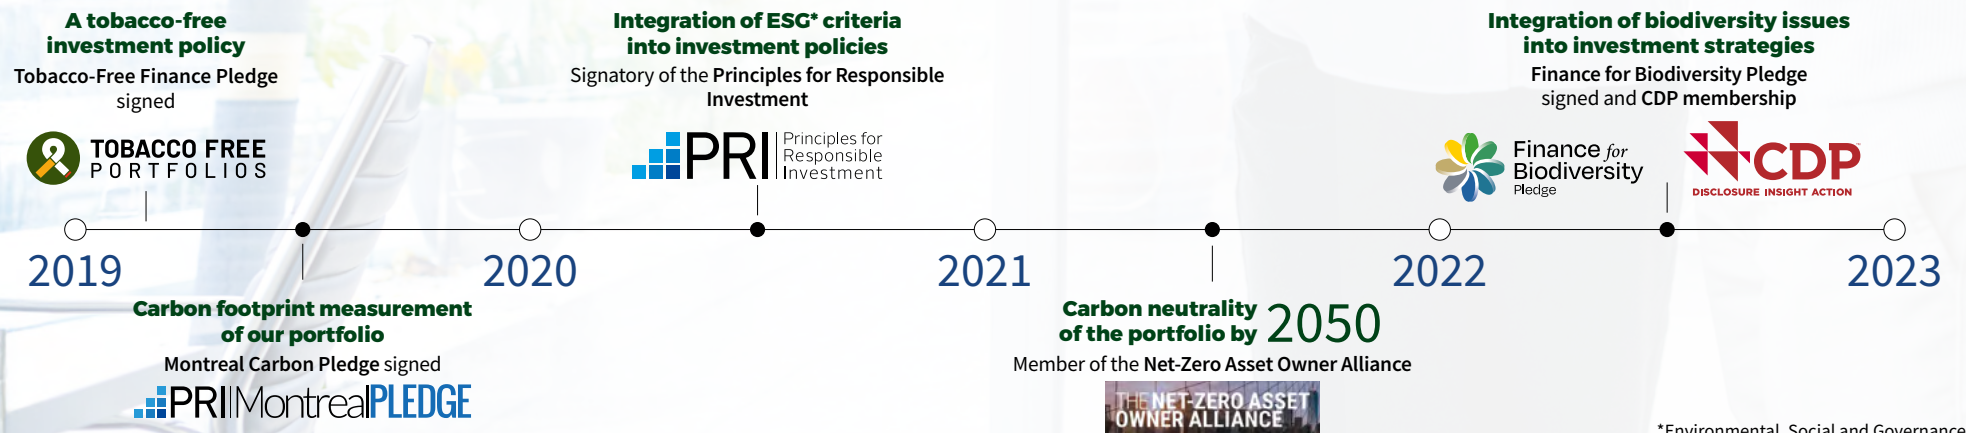 A tobacco-free
investment policy
Tobacco-Free Finance Pledge
signed
TOBACCO FREE
PORTFOLIOS
Integration of ESG* criteria
into investment policies
Signatory of the Principles for Responsible
Investment
PRI Principles for
Responsible
Investment
Integration of biodiversity issues
into investment strategies
Finance for Biodiversity Pledge
signed and CDP membership
Finance for
Biodiversity
Pledge
CDP
DISCLOSURE INSIGHT ACTION
2019
2020
2021
2022
2023
Carbon footprint measurement
of our portfolio
Montreal Carbon Pledge signed
PRI Montreal PLEDGE
Carbon neutrality
of the portfolio by 2050
Member of the Net-Zero Asset Owner Alliance
THE NET-ZERO ASSET
OWNER ALLIANCE
*Environmental, Social and Governance